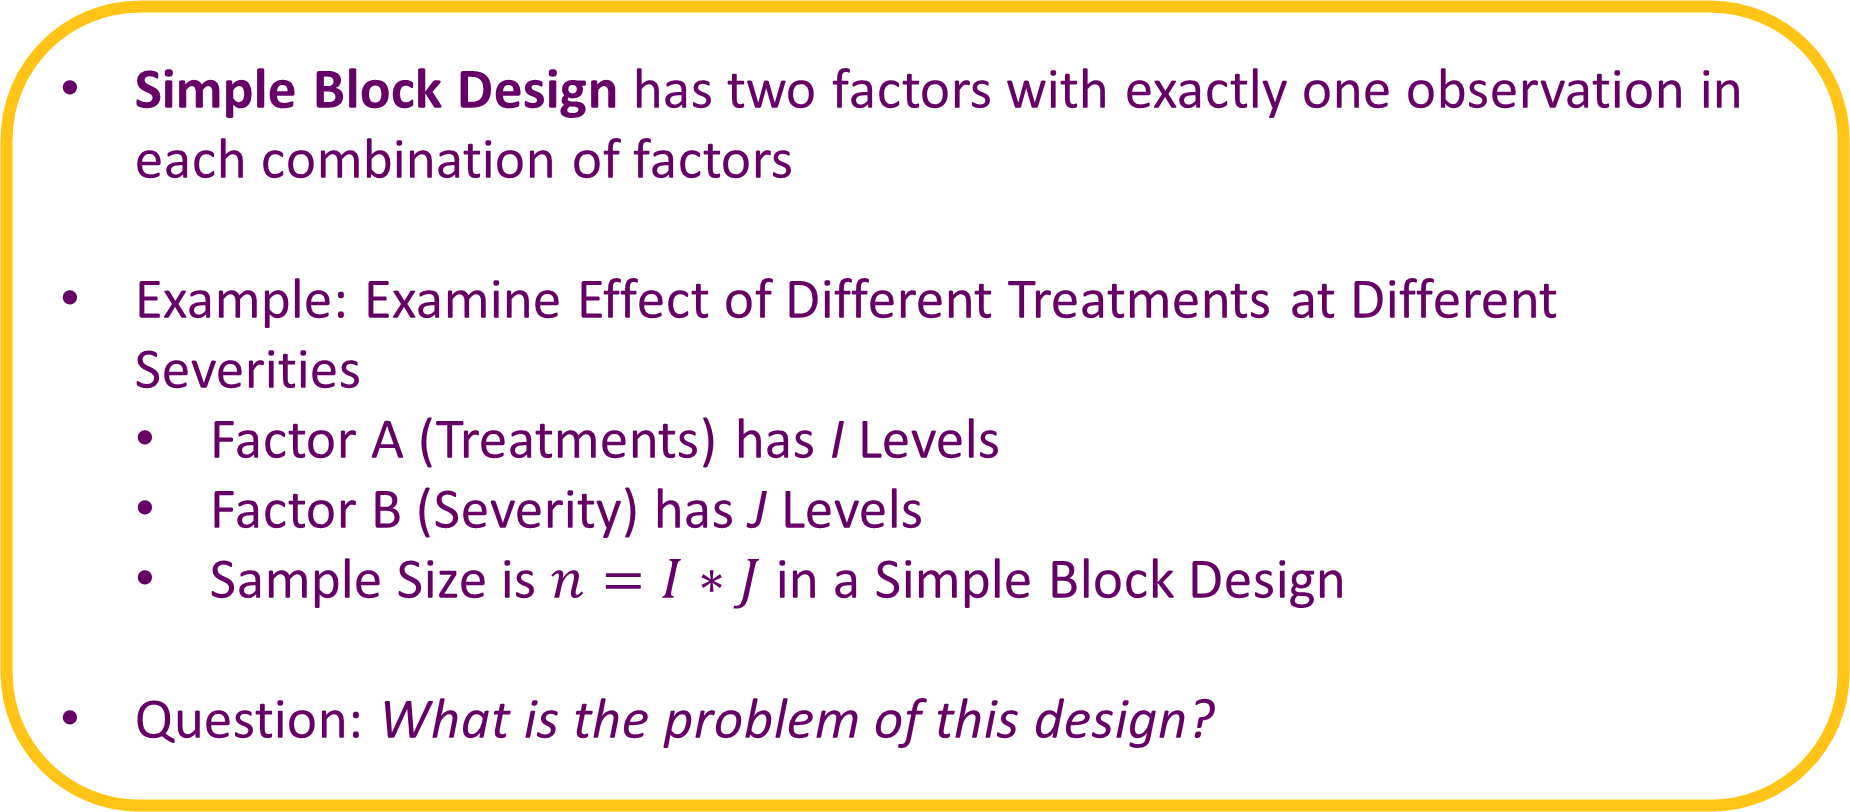 • Simple Block Design has two factors with exactly one observation in
each combination of factors
• Example: Examine Effect of Different Treatments at Different
Severities
• Factor A (Treatments) has I Levels
• Factor B (Severity) has J Levels
• Sample Size is n = I ∗ J in a Simple Block Design
• Question: What is the problem of this design?